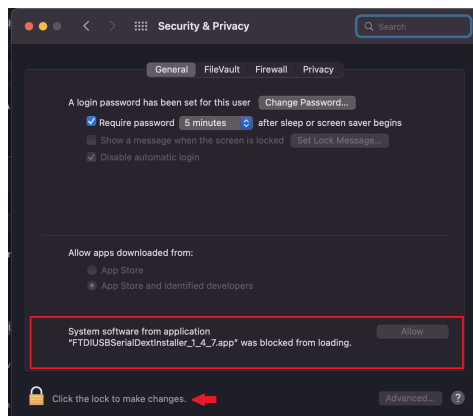 Security & Privacy
Search
General FileVault Firewall Privacy
A login password has been set for this user Change Password...
Require password 5 minutes after sleep or screen saver begins
Show a message when the screen is locked Set Lock Message...
Disable automatic login
Allow apps downloaded from:
App Store
App Store and identified developers
System software from application Allow
"FTDIUSBSerialDextInstaller_1_4_7.app" was blocked from loading.
Click the lock to make changes. Advanced... ?